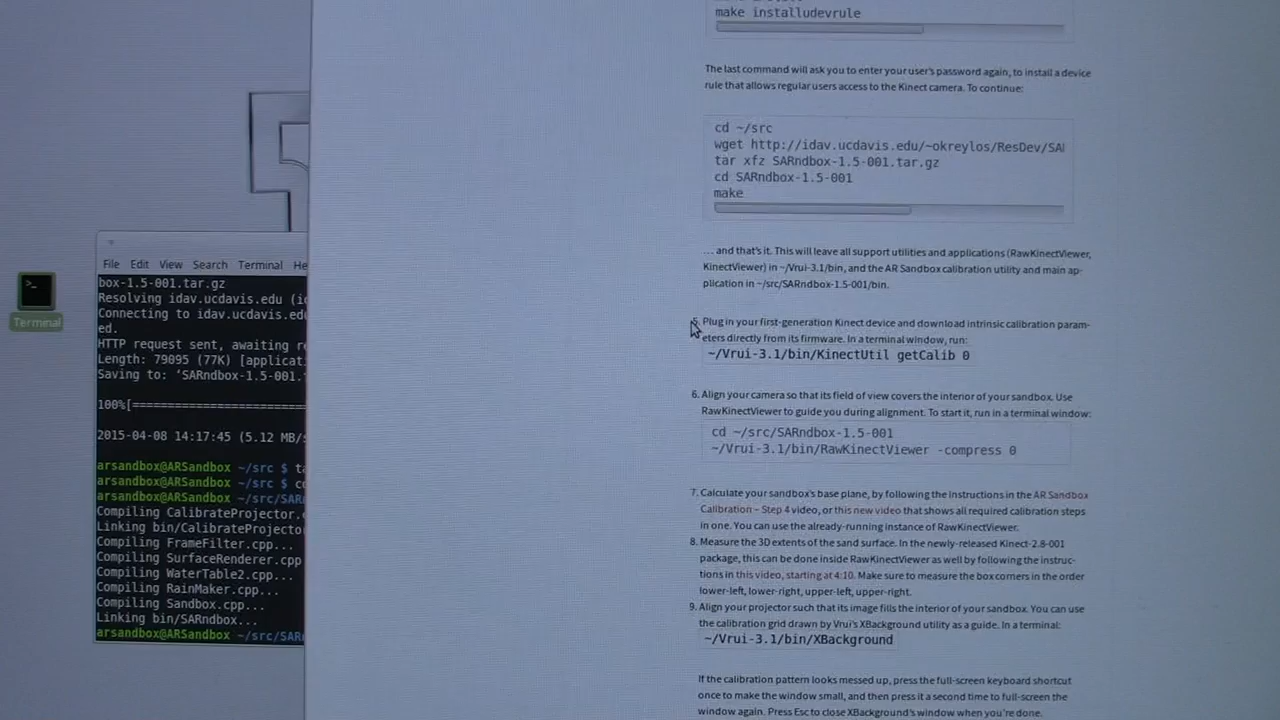 make installudevrule
The last command will ask you to enter your user's password again, to install a device
rule that allows regular users access to the Kinect camera. To continue:
cd ~/src
wget http://idav.ucdavis.edu/~okreylos/ResDev/SAI
tar xfz SARndbox-1.5-001.tar.gz
cd SARndbox-1.5-001
make
… and that's it. This will leave all support utilities and applications (RawKinectViewer,
KinectViewer) in ~/Vrui-3.1/bin, and the AR Sandbox calibration utility and main ap-
plication in ~/src/SARndbox-1.5-001/bin.
5. Plug in your first-generation Kinect device and download intrinsic calibration param-
eters directly from its firmware. In a terminal window, run:
~/Vrui-3.1/bin/KinectUtil getCalib 0
6. Align your camera so that its field of view covers the interior of your sandbox. Use
RawKinectViewer to guide you during alignment. To start it, run in a terminal window:
cd ~/src/SARndbox-1.5-001
~/Vrui-3.1/bin/RawKinectViewer -compress 0
7. Calculate your sandbox's base plane, by following the instructions in the AR Sandbox
Calibration – Step 4 video, or this new video that shows all required calibration steps
in one. You can use the already-running instance of RawKinectViewer.
8. Measure the 3D extents of the sand surface. In the newly-released Kinect-2.8-001
package, this can be done inside RawKinectViewer as well by following the instruc-
tions in this video, starting at 4:10. Make sure to measure the box corners in the order
lower-left, lower-right, upper-left, upper-right.
9. Align your projector such that its image fills the interior of your sandbox. You can use
the calibration grid drawn by Vrui's XBackground utility as a guide. In a terminal:
~/Vrui-3.1/bin/XBackground
If the calibration pattern looks messed up, press the full-screen keyboard shortcut
once to make the window small, and then press it a second time to full-screen the
window again. Press Esc to close XBackground's window when you're done.
Terminal
File Edit View Search Terminal He
box-1.5-001.tar.gz
Resolving idav.ucdavis.edu (i
Connecting to idav.ucdavis.edu
ed.
HTTP request sent, awaiting r
Length: 79095 (77K) [applicat
Saving to: ‘SARndbox-1.5-001.
100%[===========================
2015-04-08 14:17:45 (5.12 MB/s
arsandbox@ARSandbox ~/src $ ta
arsandbox@ARSandbox ~/src $ cd
arsandbox@ARSandbox ~/src/SAR
Compiling CalibrateProjector.c
Linking bin/CalibrateProjector
Compiling FrameFilter.cpp...
Compiling SurfaceRenderer.cpp
Compiling WaterTable2.cpp...
Compiling RainMaker.cpp...
Compiling Sandbox.cpp...
Linking bin/SARndbox...
arsandbox@ARSandbox ~/src/SAR